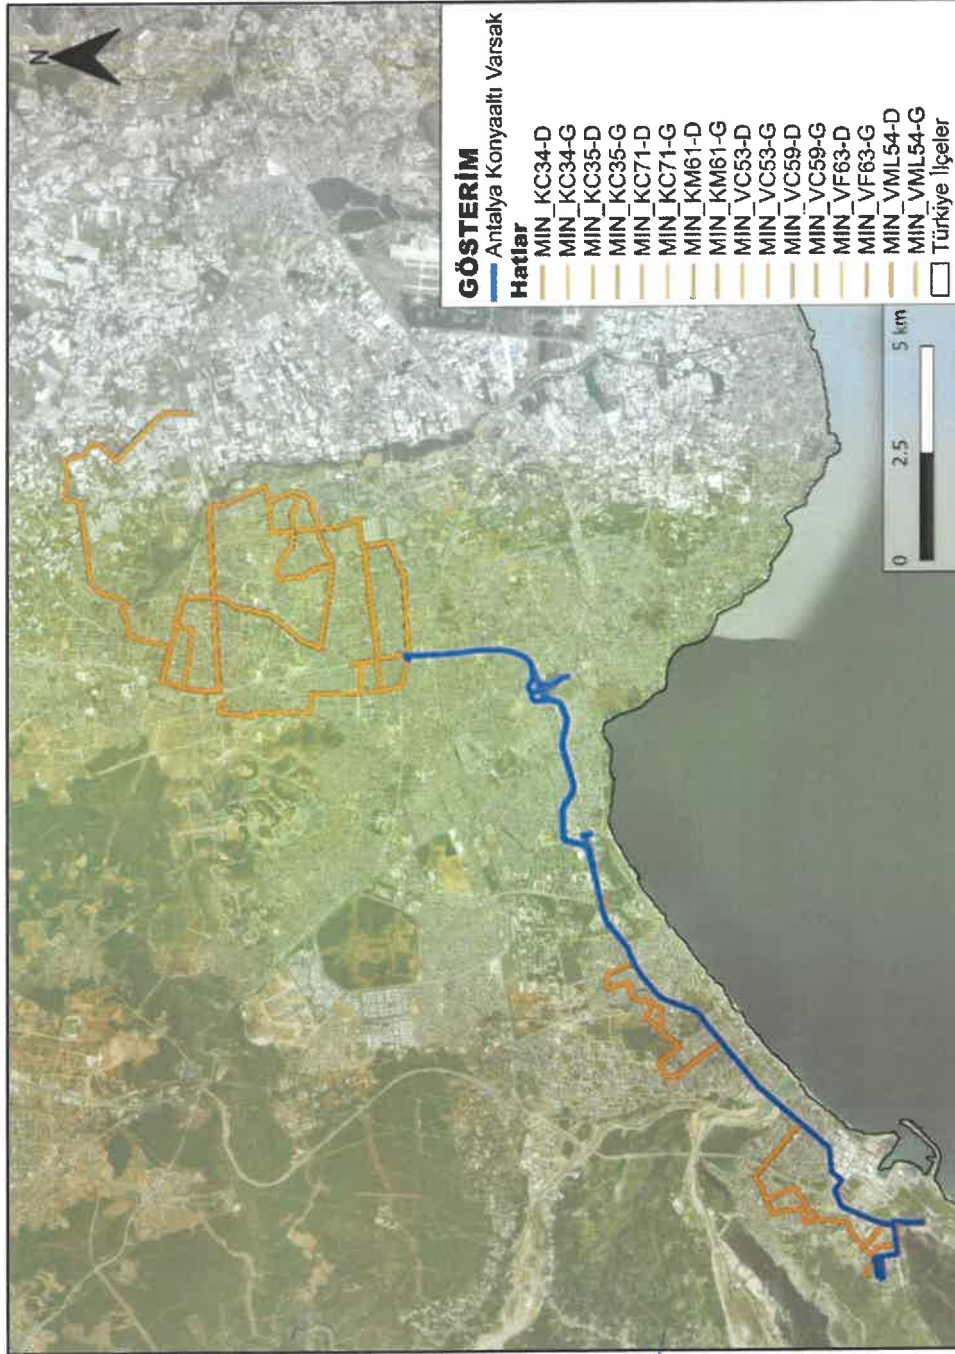 N
GÖSTERİM
Antalya Konyaaltı Varsak
Hatlar
MIN_KC34-D
MIN_KC34-G
MIN_KC35-D
MIN_KC35-G
MIN_KC71-D
MIN_KC71-G
MIN_KM61-D
MIN_KM61-G
MIN_VC53-D
MIN_VC53-G
MIN_VC59-D
MIN_VC59-G
MIN_VF63-D
MIN_VF63-G
MIN_VML54-D
MIN_VML54-G
Türkiye İlçeler
0 2.5 5 km